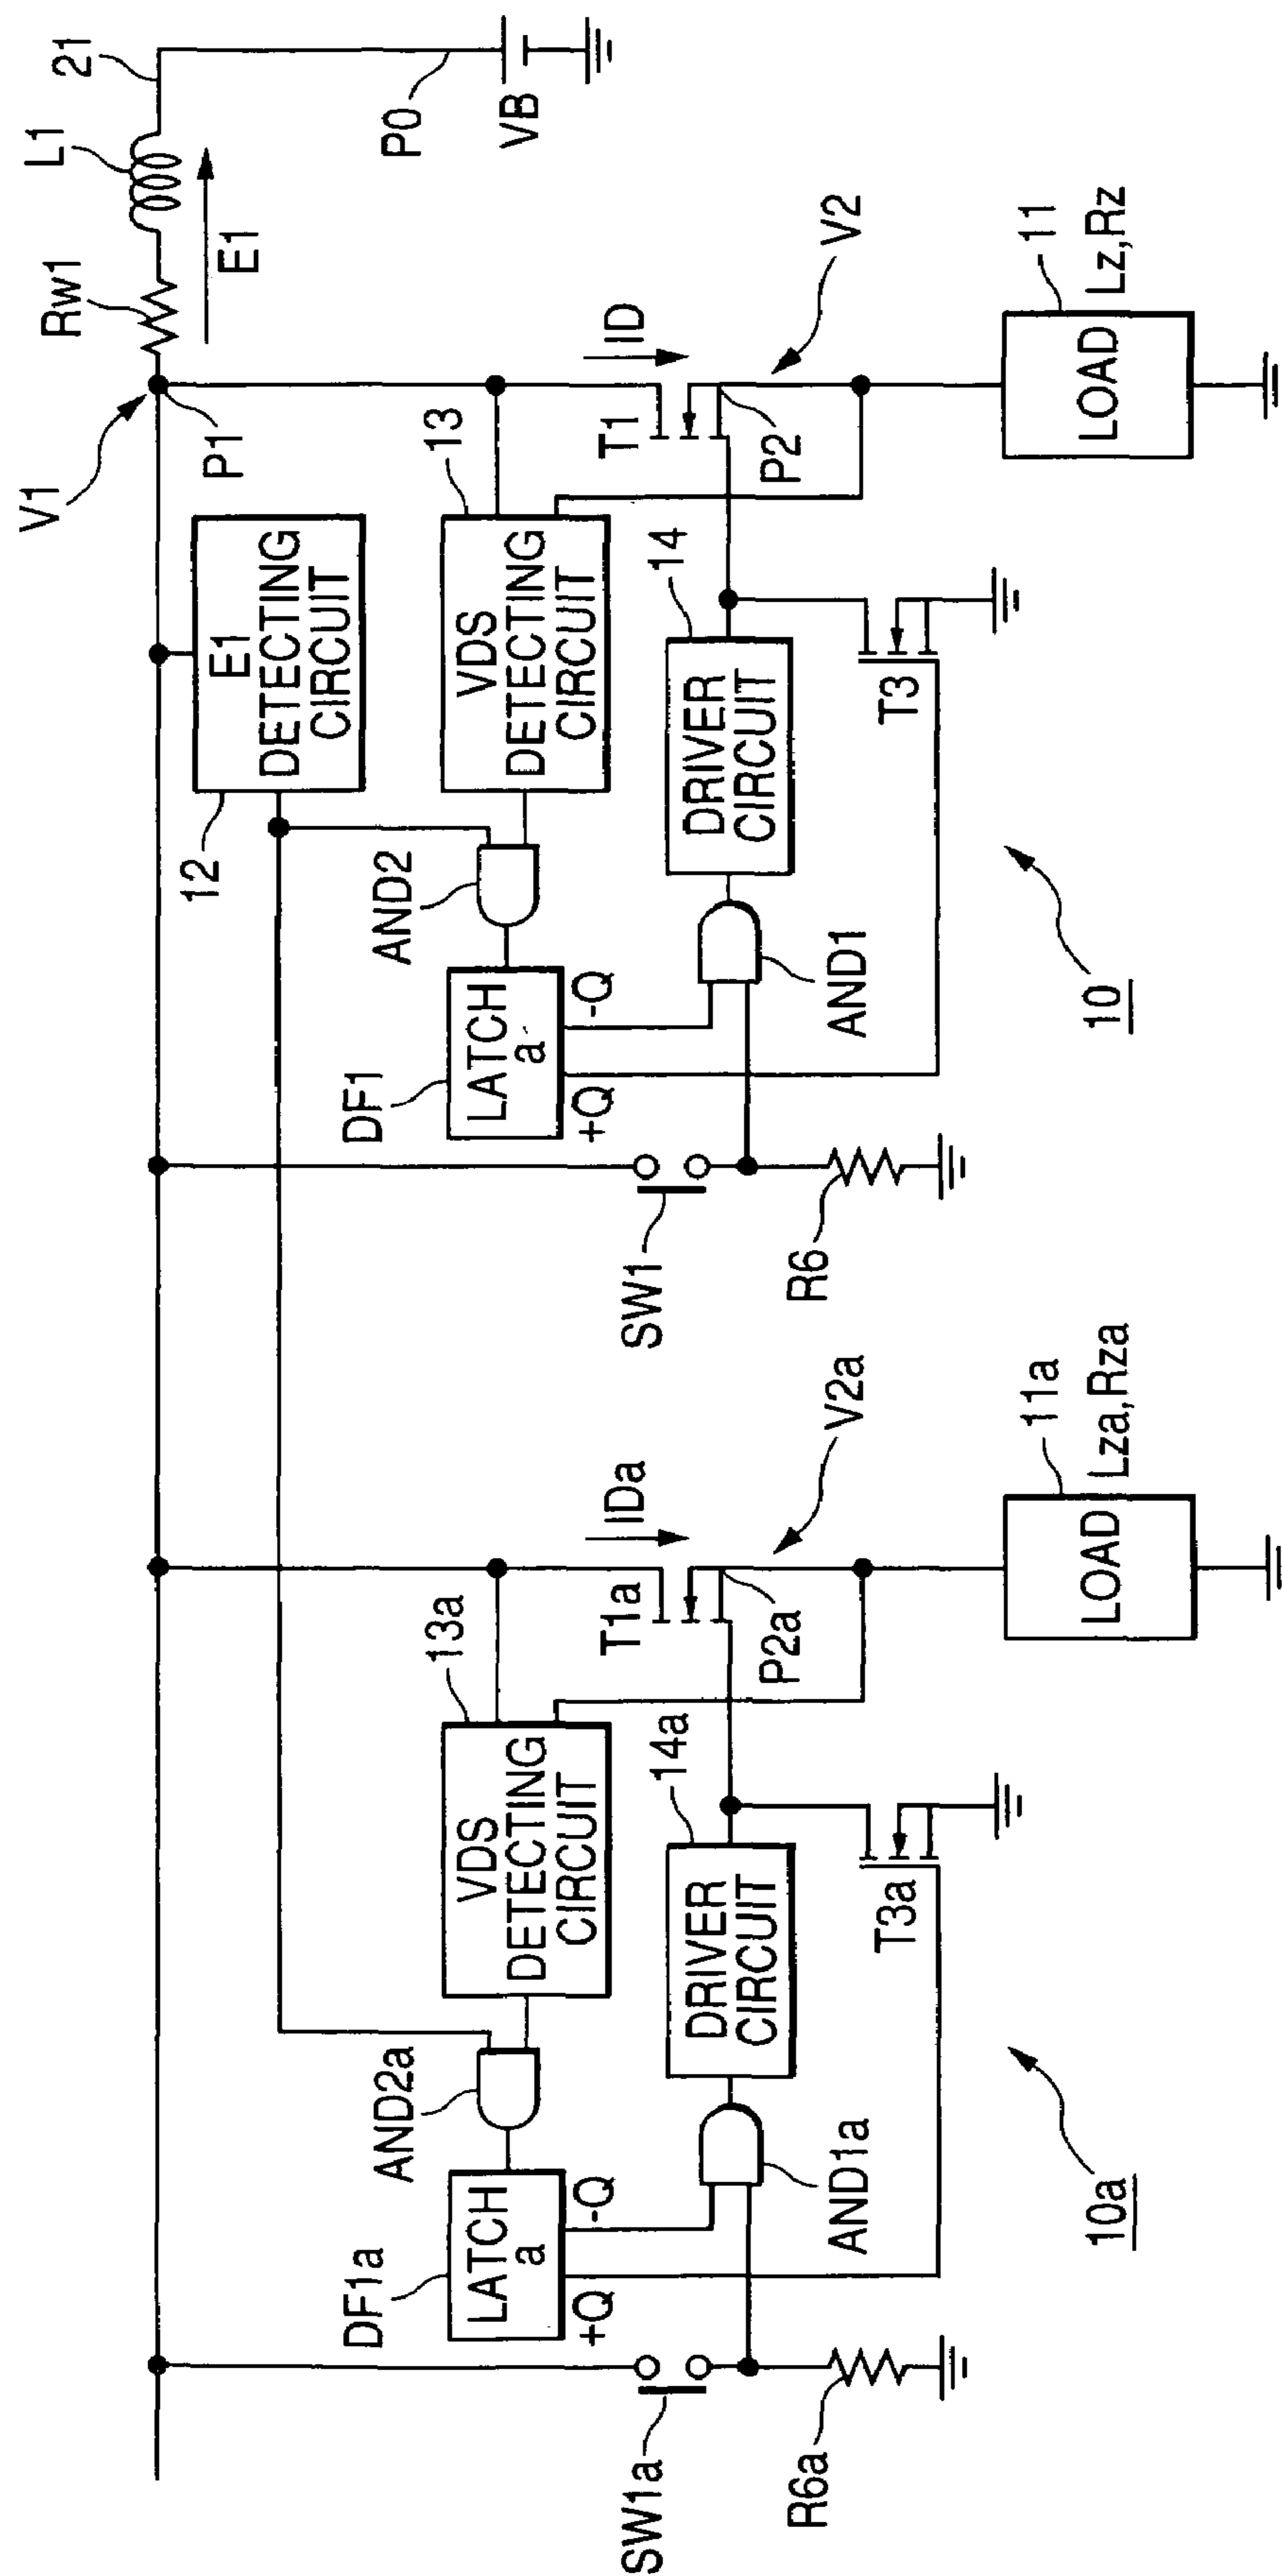 V1
P1
Rw1
L1
21
E1
P0
VB
12
E1
DETECTING
CIRCUIT
13
VDS
DETECTING
CIRCUIT
AND2
DF1
LATCH
a
+Q
-Q
SW1
R6
AND1
14
DRIVER
CIRCUIT
T1
ID
P2
V2
T3
11
LOAD
Lz,Rz
10
13a
VDS
DETECTING
CIRCUIT
AND2a
DF1a
LATCH
a
+Q
-Q
SW1a
R6a
AND1a
14a
DRIVER
CIRCUIT
T1a
IDa
P2a
V2a
T3a
11a
LOAD
Lza,Rza
10a